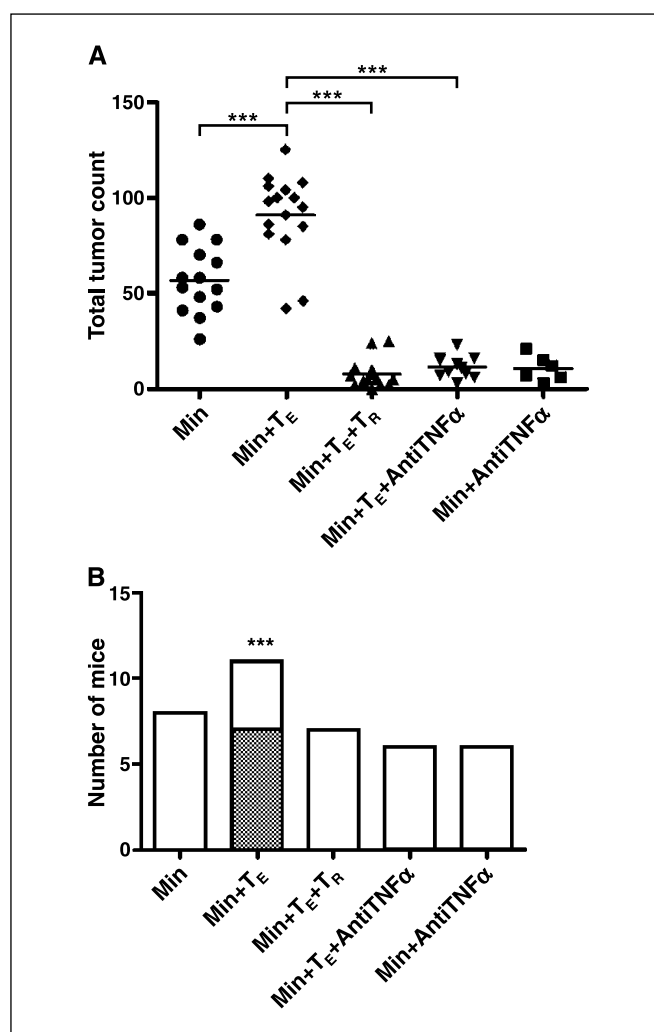 A
***
***
***
Total tumor count
150
100
50
0
Min
Min+TE
Min+TE+TR
Min+TE+AntiTNFα
Min+AntiTNFα
B
Number of mice
15
10
5
0
***
Min
Min+TE
Min+TE+TR
Min+TE+AntiTNFα
Min+AntiTNFα